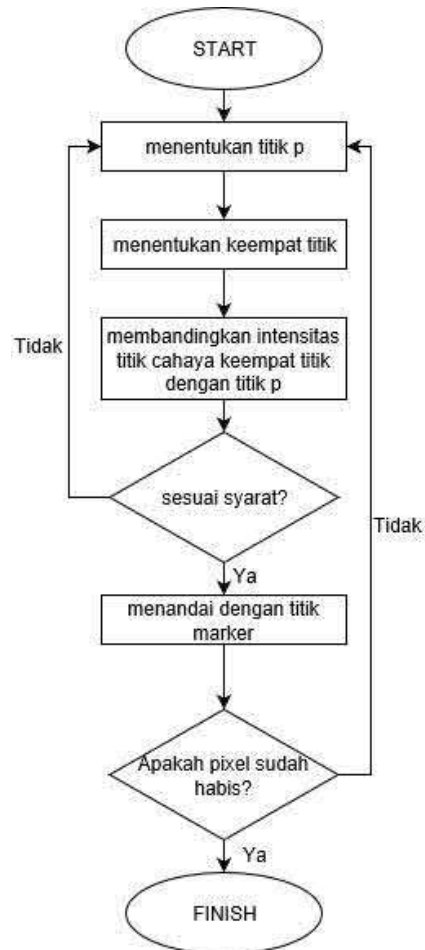 START
menentukan titik p
menentukan keempat titik
membandingkan intensitas
titik cahaya keempat titik
dengan titik p
Tidak
sesuai syarat?
Tidak
Ya
menandai dengan titik
marker
Apakah pixel sudah
habis?
Ya
FINISH